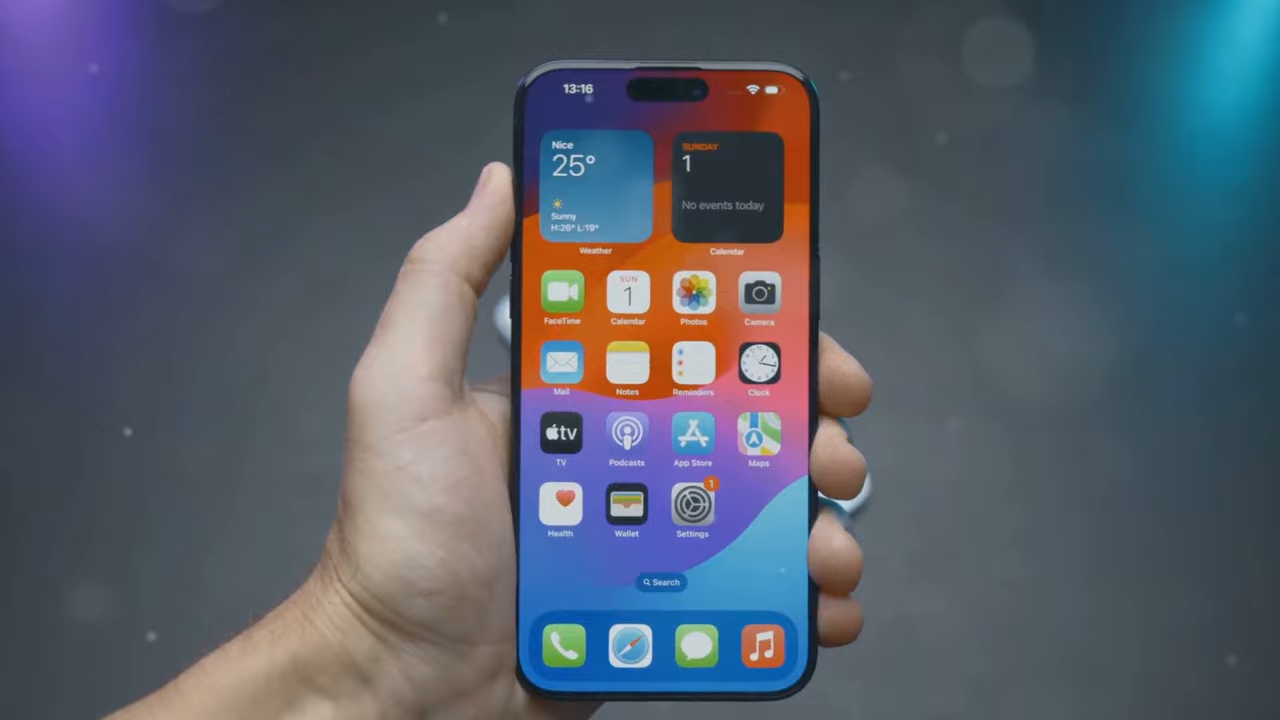 13:16
Nice
25°
Sunny
H:26° L:19°
Weather
SUNDAY
1
No events today
Calendar
SUN
1
FaceTime
Calendar
Photos
Camera
Mail
Notes
Reminders
Clock
tv
TV
Podcasts
App Store
Maps
1
Health
Wallet
Settings
Search